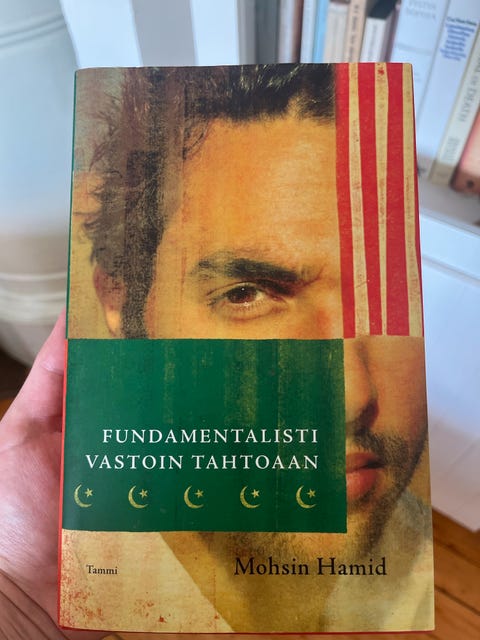 FUNDAMENTALISTI
VASTOIN TAHTOAAN
Tammi
Mohsin Hamid